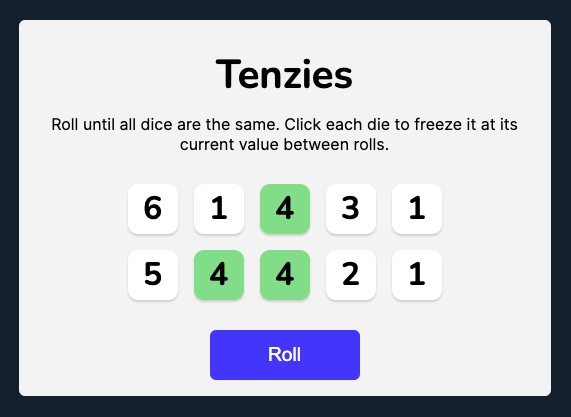 Tenzies
Roll until all dice are the same. Click each die to freeze it at its
current value between rolls.
6 1 4 3 1
5 4 4 2 1
Roll